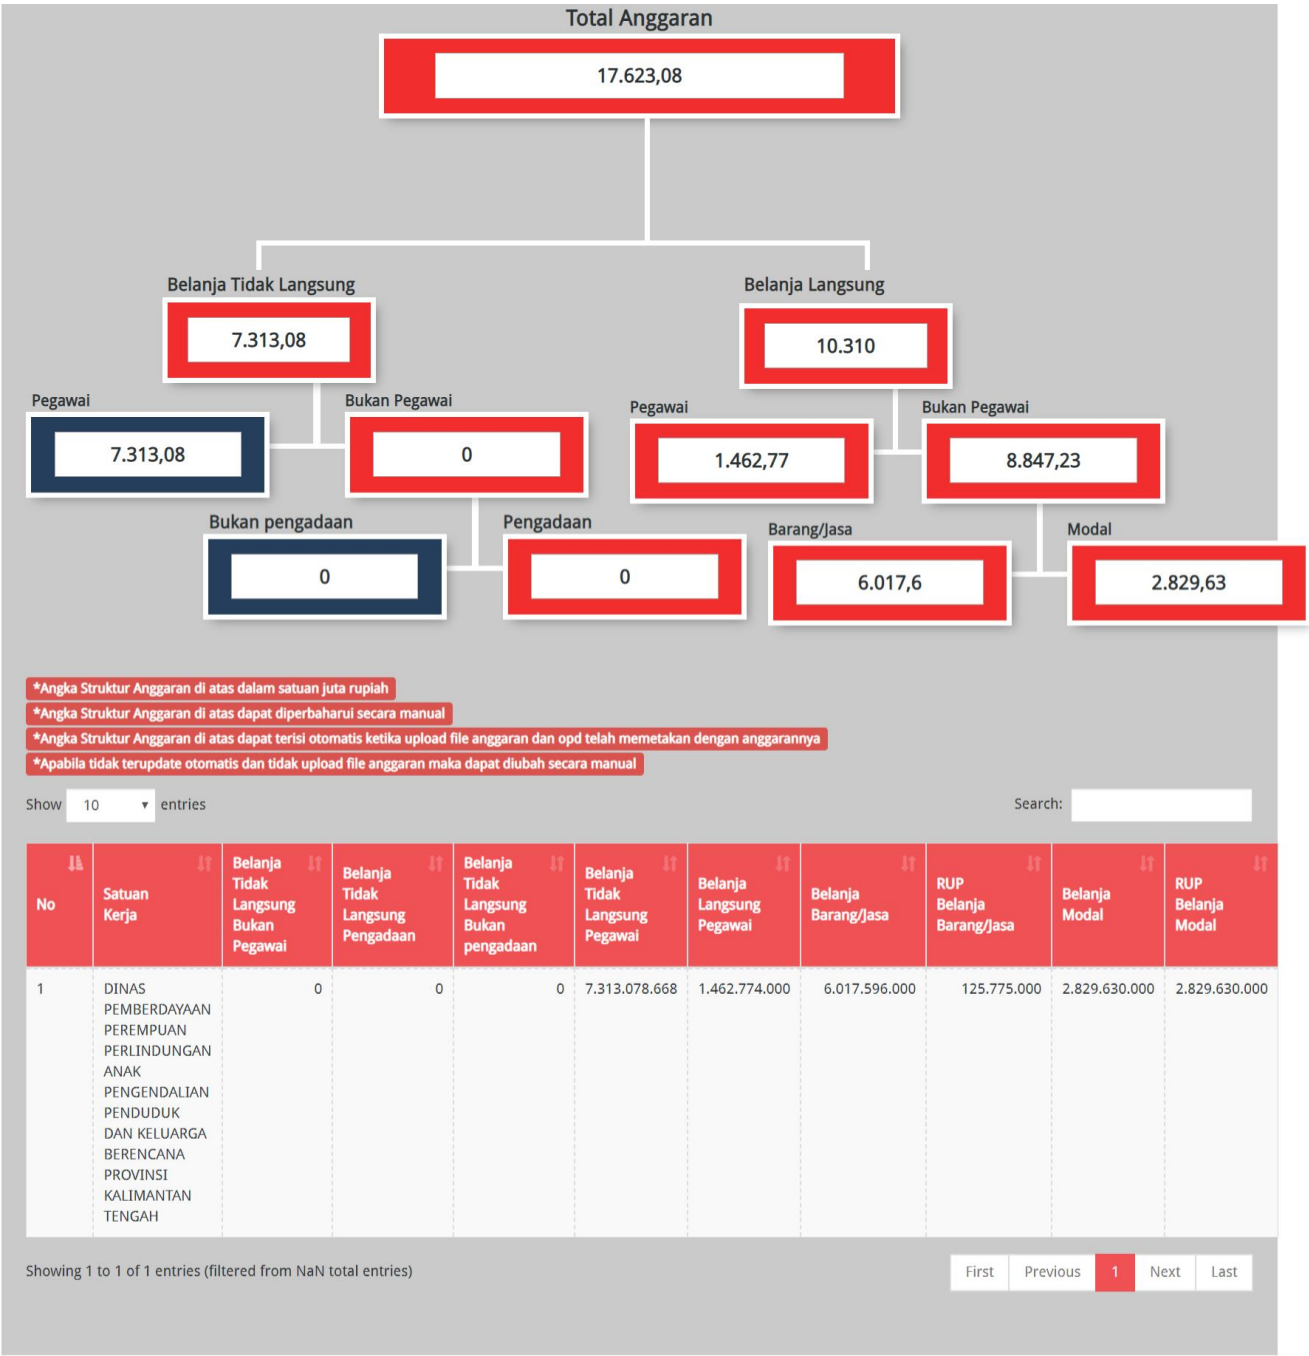 Total Anggaran
17.623,08
Belanja Tidak Langsung
Belanja Langsung
7.313,08
10.310
Pegawai
Bukan Pegawai
Pegawai
Bukan Pegawai
7.313,08
0
1.462,77
8.847,23
Bukan pengadaan
Pengadaan
Barang/Jasa
Modal
0
0
6.017,6
2.829,63
*Angka Struktur Anggaran di atas dalam satuan juta rupiah
*Angka Struktur Anggaran di atas dapat diperbaharui secara manual
*Angka Struktur Anggaran di atas dapat terisi otomatis ketika upload file anggaran dan opd telah memetakan dengan anggarannya
*Apabila tidak terupdate otomatis dan tidak upload file anggaran maka dapat diubah secara manual
Show 10 entries
Search:
No
Satuan
Kerja
Belanja
Tidak
Langsung
Bukan
Pegawai
Belanja
Tidak
Langsung
Pengadaan
Belanja
Tidak
Langsung
Bukan
pengadaan
Belanja
Tidak
Langsung
Pegawai
Belanja
Langsung
Pegawai
Belanja
Barang/Jasa
RUP
Belanja
Barang/Jasa
Belanja
Modal
RUP
Belanja
Modal
1
DINAS
PEMBERDAYAAN
PEREMPUAN
PERLINDUNGAN
ANAK
PENGENDALIAN
PENDUDUK
DAN KELUARGA
BERENCANA
PROVINSI
KALIMANTAN
TENGAH
0
0
0
7.313.078.668
1.462.774.000
6.017.596.000
125.775.000
2.829.630.000
2.829.630.000
Showing 1 to 1 of 1 entries (filtered from NaN total entries)
First Previous 1 Next Last